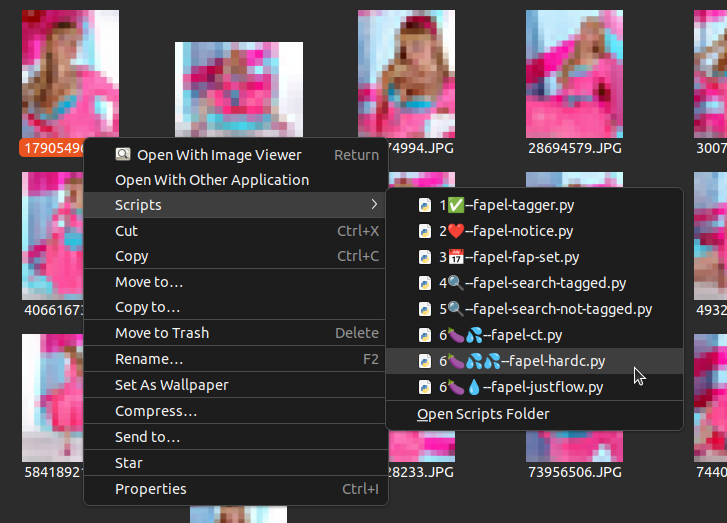 1790549
74994.JPG
28694579.JPG
3007
Open With Image Viewer Return
Open With Other Application
Scripts
Cut Ctrl+X
Copy Ctrl+C
Move to…
Copy to…
Move to Trash Delete
Rename… F2
Set As Wallpaper
Compress…
Send to…
Star
Properties Ctrl+I
1✅--fapel-tagger.py
2❤️--fapel-notice.py
3📅--fapel-fap-set.py
4🔍--fapel-search-tagged.py
5🔍--fapel-search-not-tagged.py
6🍆💦--fapel-ct.py
6🍆💦💦--fapel-hardc.py
6🍆💧--fapel-justflow.py
Open Scripts Folder
4066167
4932
5841892
28233.JPG
73956506.JPG
7440